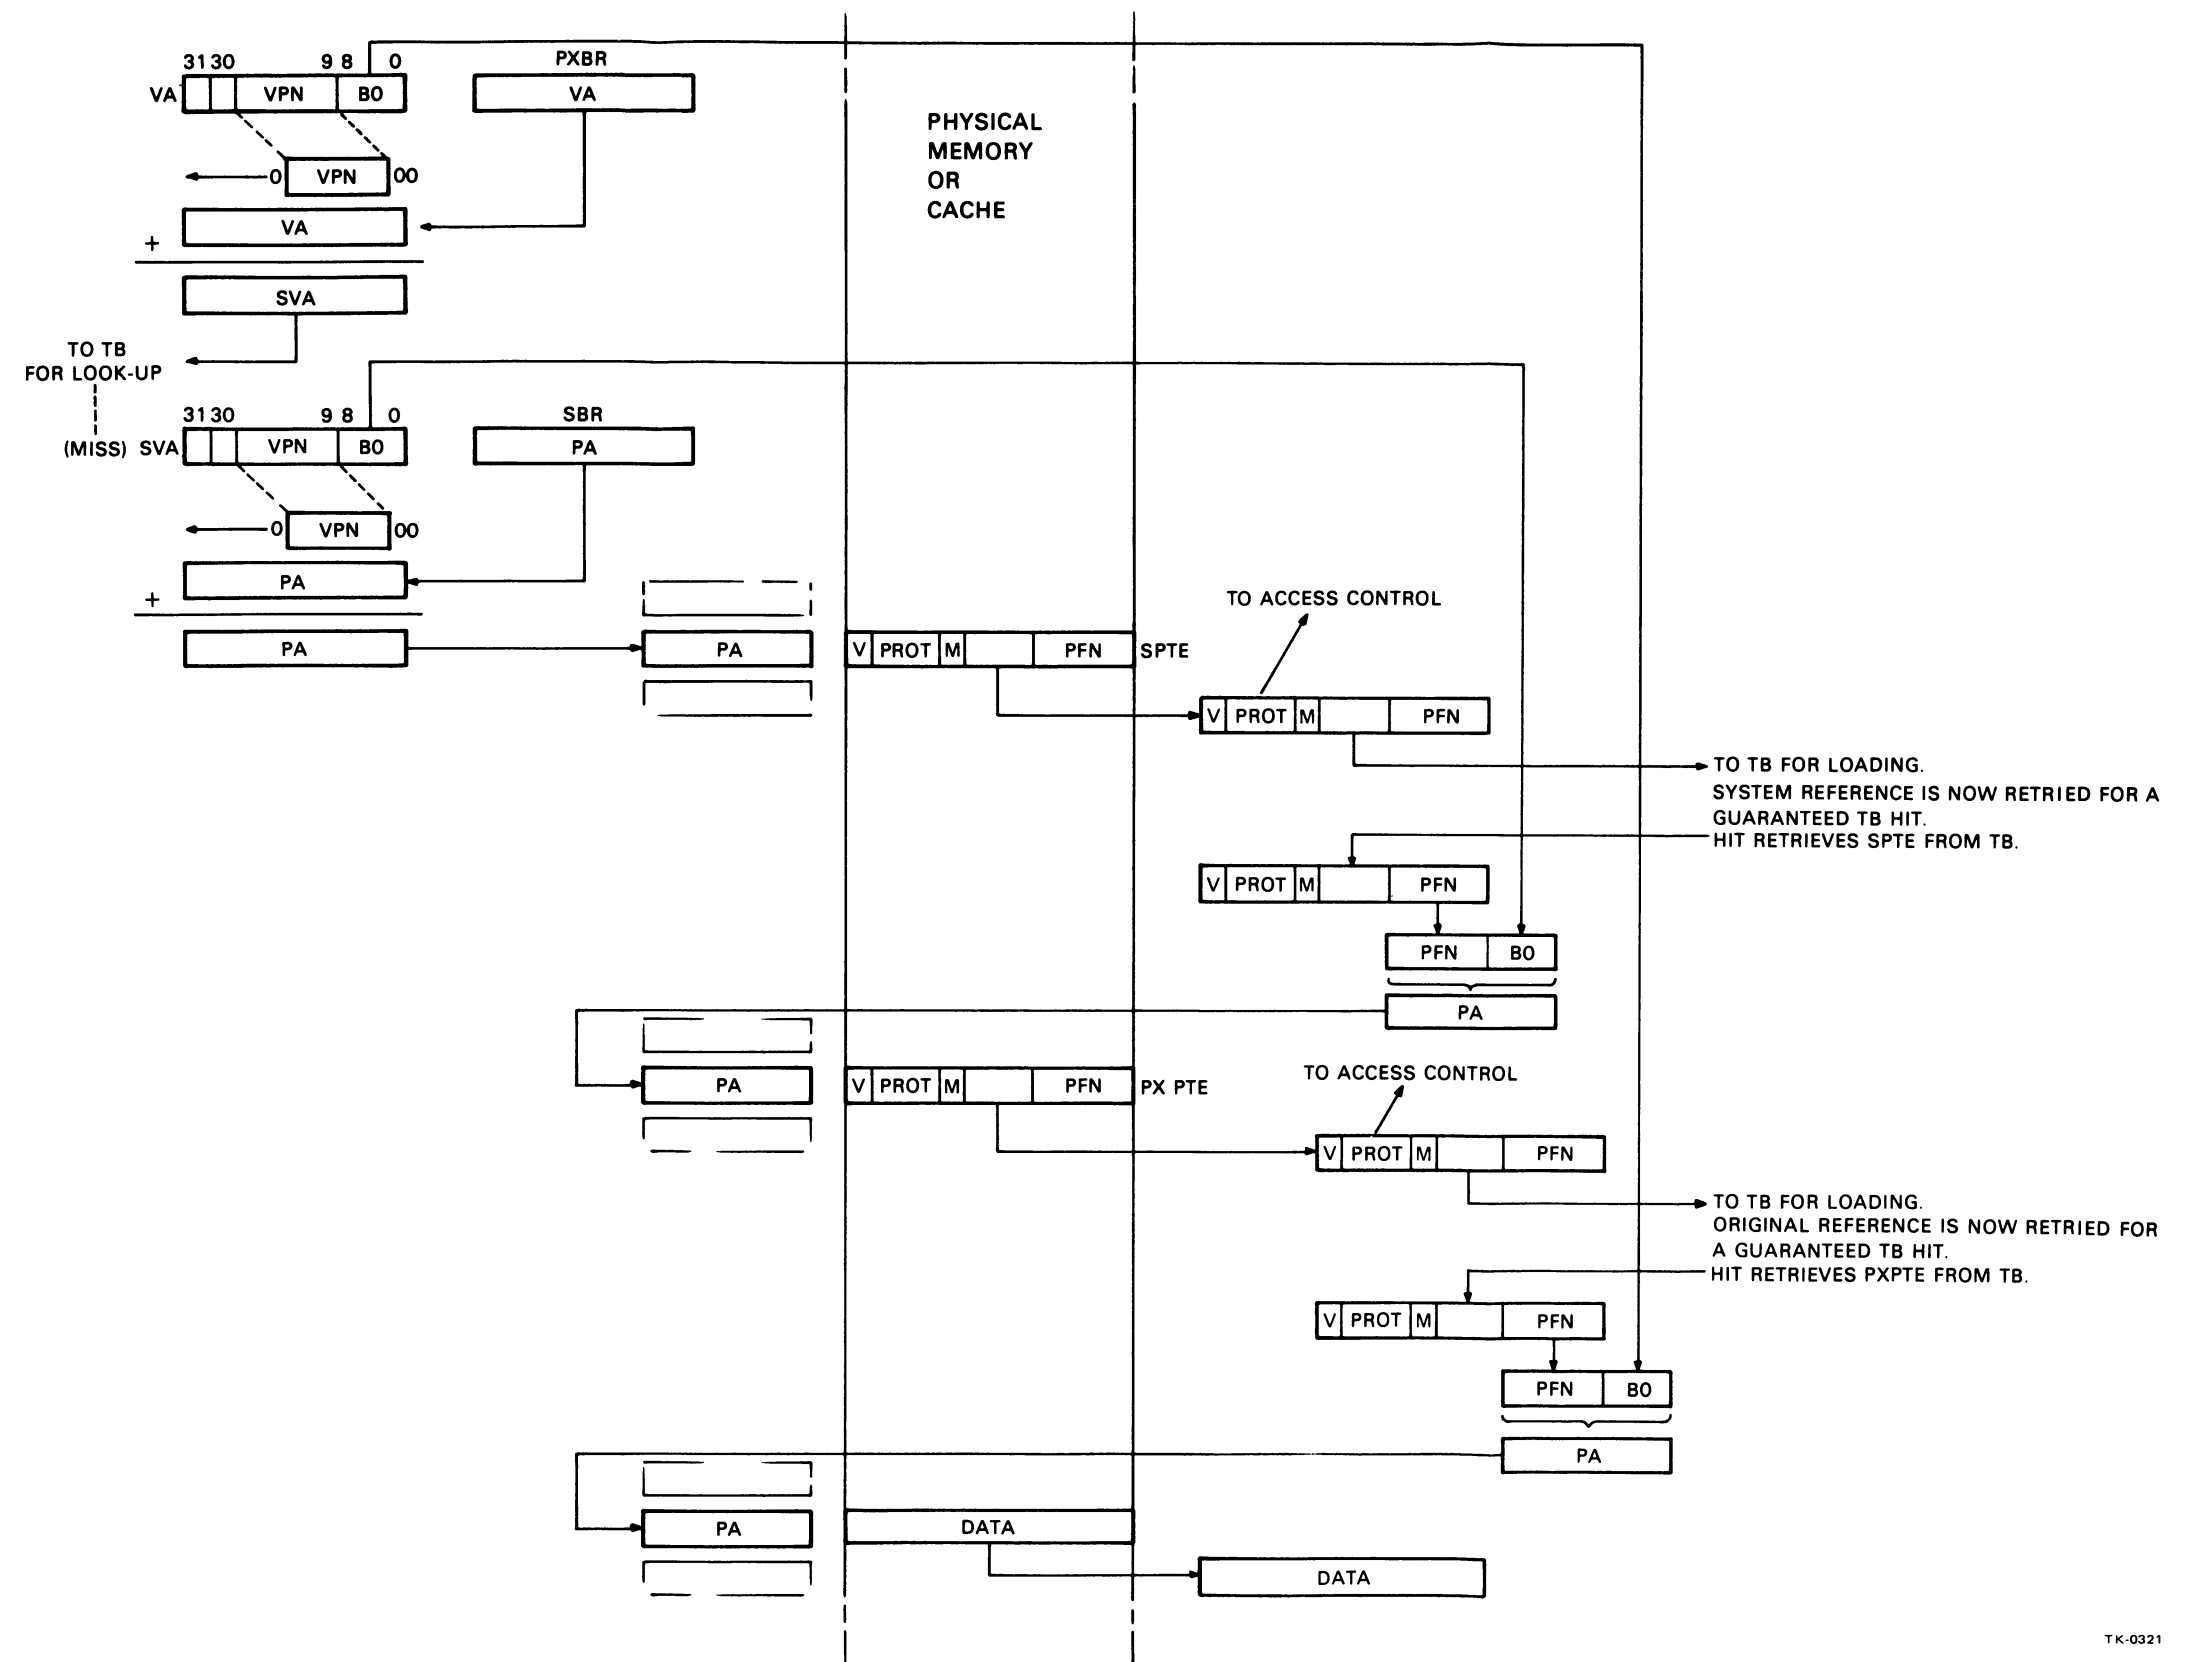 31 30 9 8 0 PXBR
VA VPN BO VA
PHYSICAL
MEMORY
OR
CACHE
0 VPN 00
VA
+
SVA
TO TB
FOR LOOK-UP
31 30 9 8 0 SBR
(MISS) SVA VPN BO PA
0 VPN 00
PA
+
TO ACCESS CONTROL
PA PA V PROT M PFN SPTE
V PROT M PFN
TO TB FOR LOADING.
SYSTEM REFERENCE IS NOW RETRIED FOR A
GUARANTEED TB HIT.
HIT RETRIEVES SPTE FROM TB.
V PROT M PFN
PFN BO
PA
TO ACCESS CONTROL
PA V PROT M PFN PX PTE
V PROT M PFN
TO TB FOR LOADING.
ORIGINAL REFERENCE IS NOW RETRIED FOR
A GUARANTEED TB HIT.
HIT RETRIEVES PXPTE FROM TB.
V PROT M PFN
PFN BO
PA
PA DATA
DATA
TK-0321